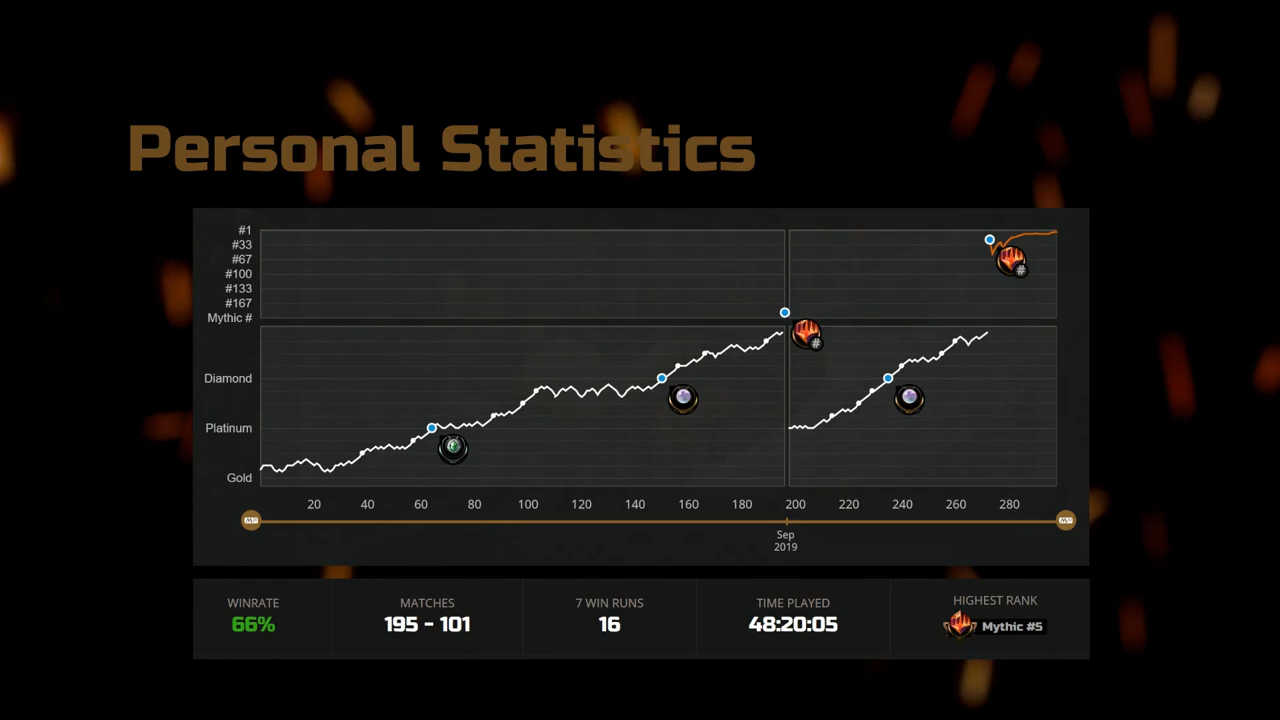 Personal Statistics
#1
#33
#67
#100
#133
#167
Mythic #
Diamond
Platinum
Gold
20 40 60 80 100 120 140 160 180 200 220 240 260 280
Sep
2019
WINRATE MATCHES 7 WIN RUNS TIME PLAYED HIGHEST RANK
66% 195 - 101 16 48:20:05 Mythic #5